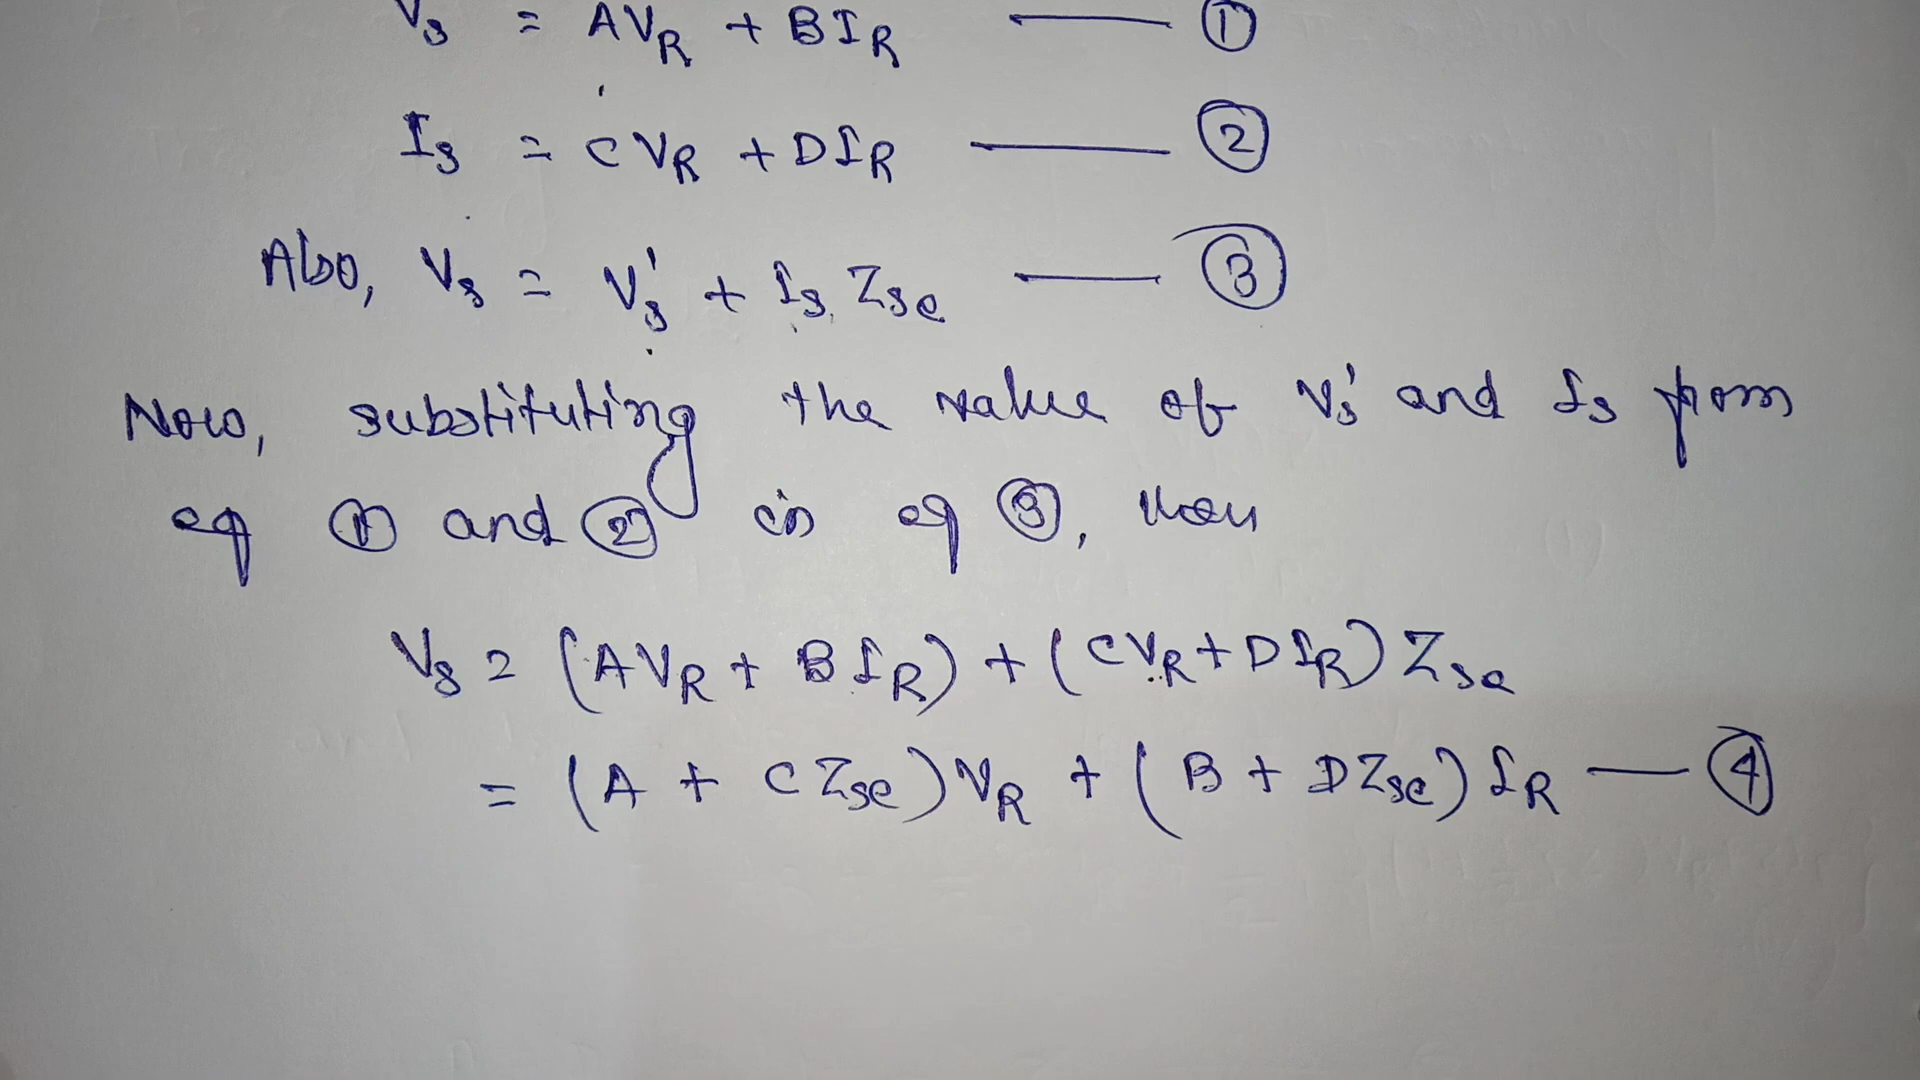 Vs = AVR + BIR —— ①
Is = CVR + DIR —— ②
Also, Vs = Vs' + Is Zse —— ③
Now, substituting the value of Vs' and Is from
eq ① and ② in eq ③, then
Vs = (AVR + BIR) + (CVR + DIR) Zse
= (A + CZse) VR + (B + DZse) IR — ④